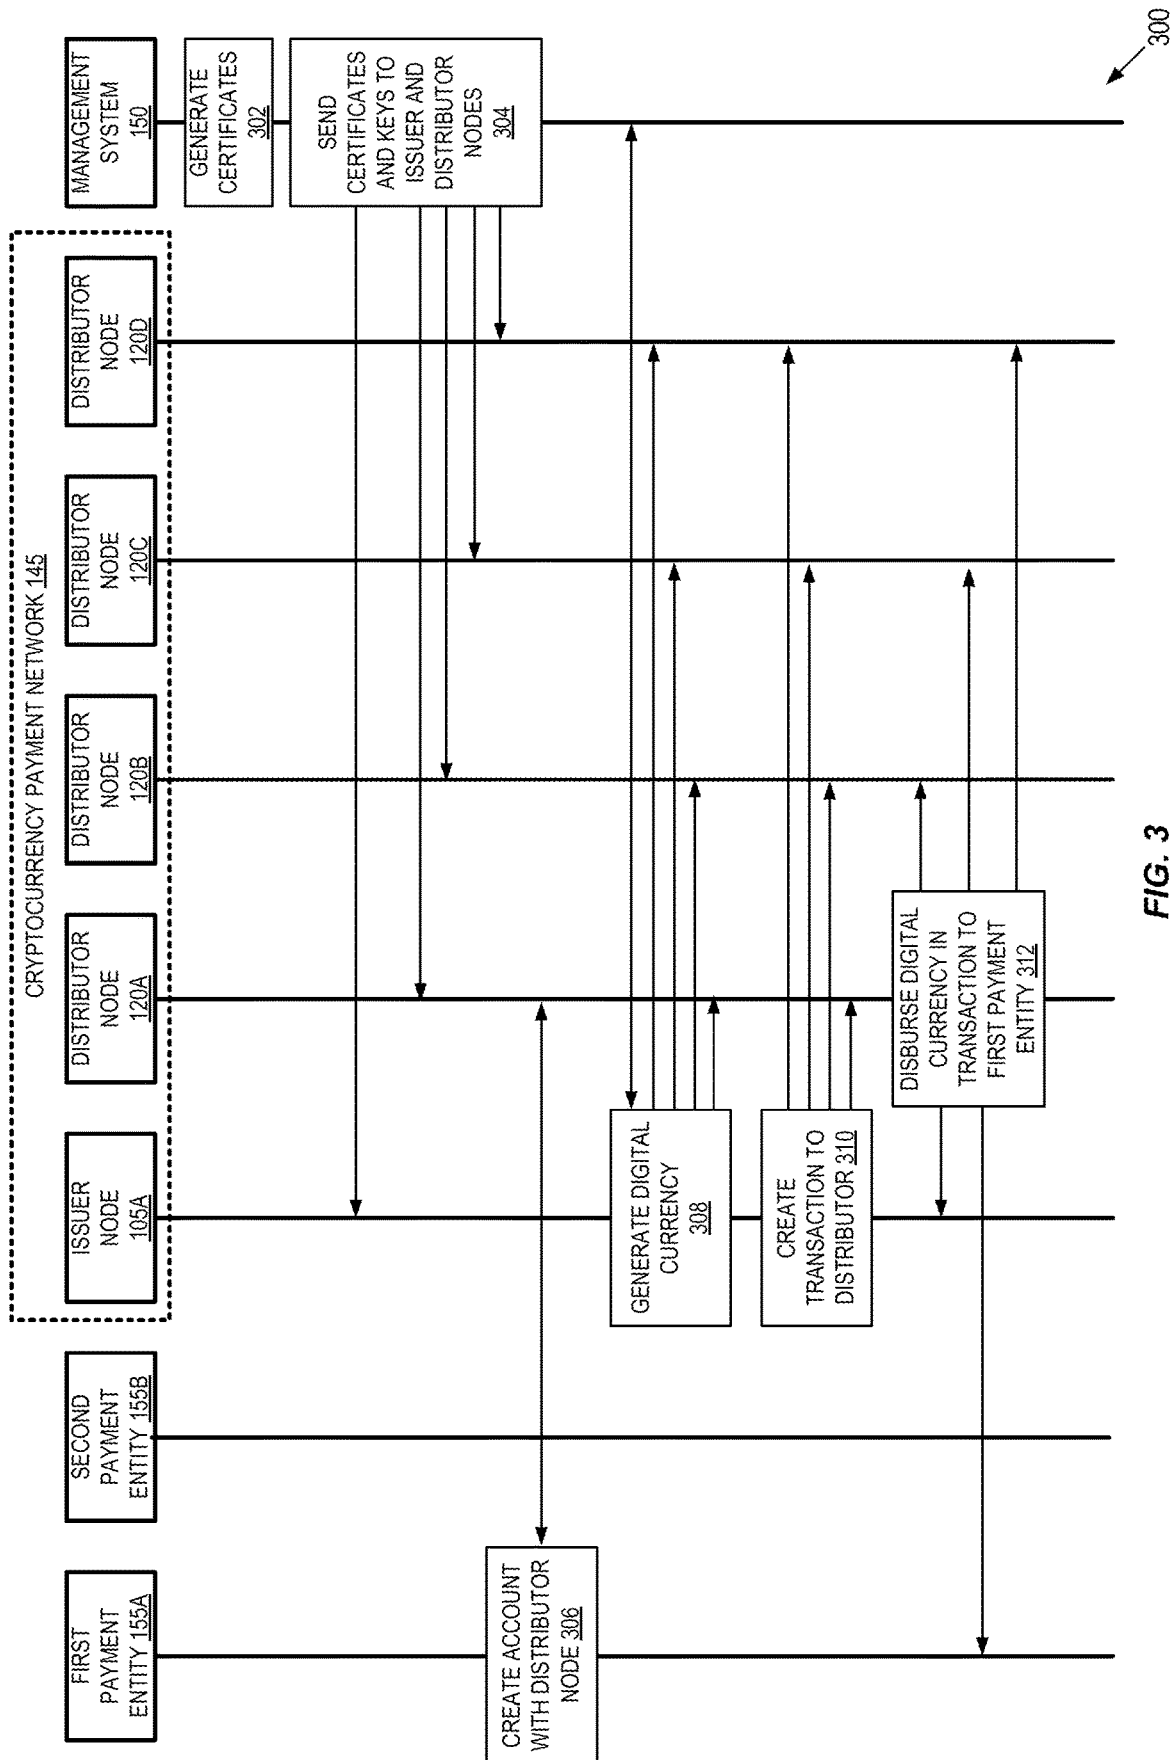 CRYPTOCURRENCY PAYMENT NETWORK 145
FIRST
PAYMENT
ENTITY 155A
SECOND
PAYMENT
ENTITY 155B
ISSUER
NODE
105A
DISTRIBUTOR
NODE
120A
DISTRIBUTOR
NODE
120B
DISTRIBUTOR
NODE
120C
DISTRIBUTOR
NODE
120D
MANAGEMENT
SYSTEM
150
GENERATE
CERTIFICATES
302
SEND
CERTIFICATES
AND KEYS TO
ISSUER AND
DISTRIBUTOR
NODES
304
CREATE ACCOUNT
WITH DISTRIBUTOR
NODE 306
GENERATE DIGITAL
CURRENCY
308
CREATE
TRANSACTION TO
DISTRIBUTOR 310
DISBURSE DIGITAL
CURRENCY IN
TRANSACTION TO
FIRST PAYMENT
ENTITY 312
300
FIG. 3